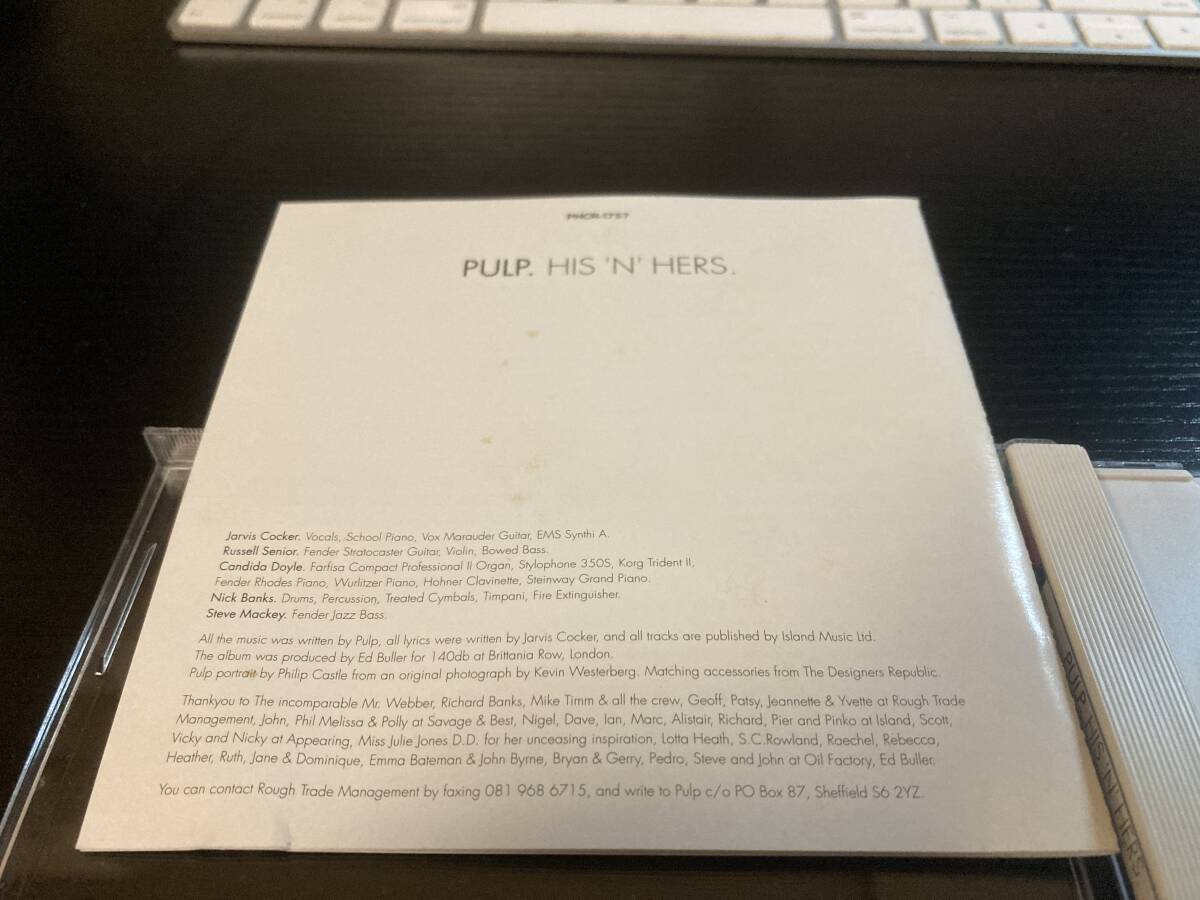 PHCR-1757
PULP. HIS 'N' HERS.
Jarvis Cocker. Vocals, School Piano, Vox Marauder Guitar, EMS Synthi A.
Russell Senior. Fender Stratocaster Guitar, Violin, Bowed Bass.
Candida Doyle. Farfisa Compact Professional II Organ, Stylophone 350S, Korg Trident II,
Fender Rhodes Piano, Wurlitzer Piano, Hohner Clavinette, Steinway Grand Piano.
Nick Banks. Drums, Percussion, Treated Cymbals, Timpani, Fire Extinguisher.
Steve Mackey. Fender Jazz Bass.
All the music was written by Pulp, all lyrics were written by Jarvis Cocker, and all tracks are published by Island Music Ltd.
The album was produced by Ed Buller for 140db at Brittania Row, London.
Pulp portrait by Philip Castle from an original photograph by Kevin Westerberg. Matching accessories from The Designers Republic.
Thankyou to The incomparable Mr. Webber, Richard Banks, Mike Timm & all the crew, Geoff, Patsy, Jeannette & Yvette at Rough Trade
Management, John, Phil Melissa & Polly at Savage & Best, Nigel, Dave, Ian, Marc, Alistair, Richard, Pier and Pinko at Island, Scott,
Vicky and Nicky at Appearing, Miss Julie Jones D.D. for her unceasing inspiration, Lotta Heath, S.C.Rowland, Raechel, Rebecca,
Heather, Ruth, Jane & Dominique, Emma Bateman & John Byrne, Bryan & Gerry, Pedro, Steve and John at Oil Factory, Ed Buller.
You can contact Rough Trade Management by faxing 081 968 6715, and write to Pulp c/o PO Box 87, Sheffield S6 2YZ.
PULP. HIS 'N' HERS